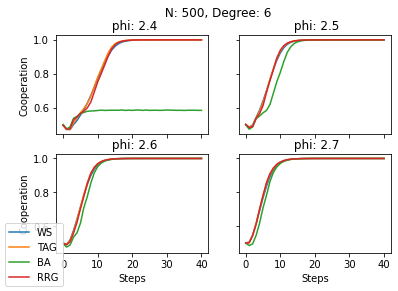 N: 500, Degree: 6
phi: 2.4
phi: 2.5
1.0
0.8
0.6
Cooperation
phi: 2.6
phi: 2.7
1.0
0.8
0.6
Cooperation
WS
TAG
BA
RRG
0 10 20 30 40
0 10 20 30 40
Steps
Steps